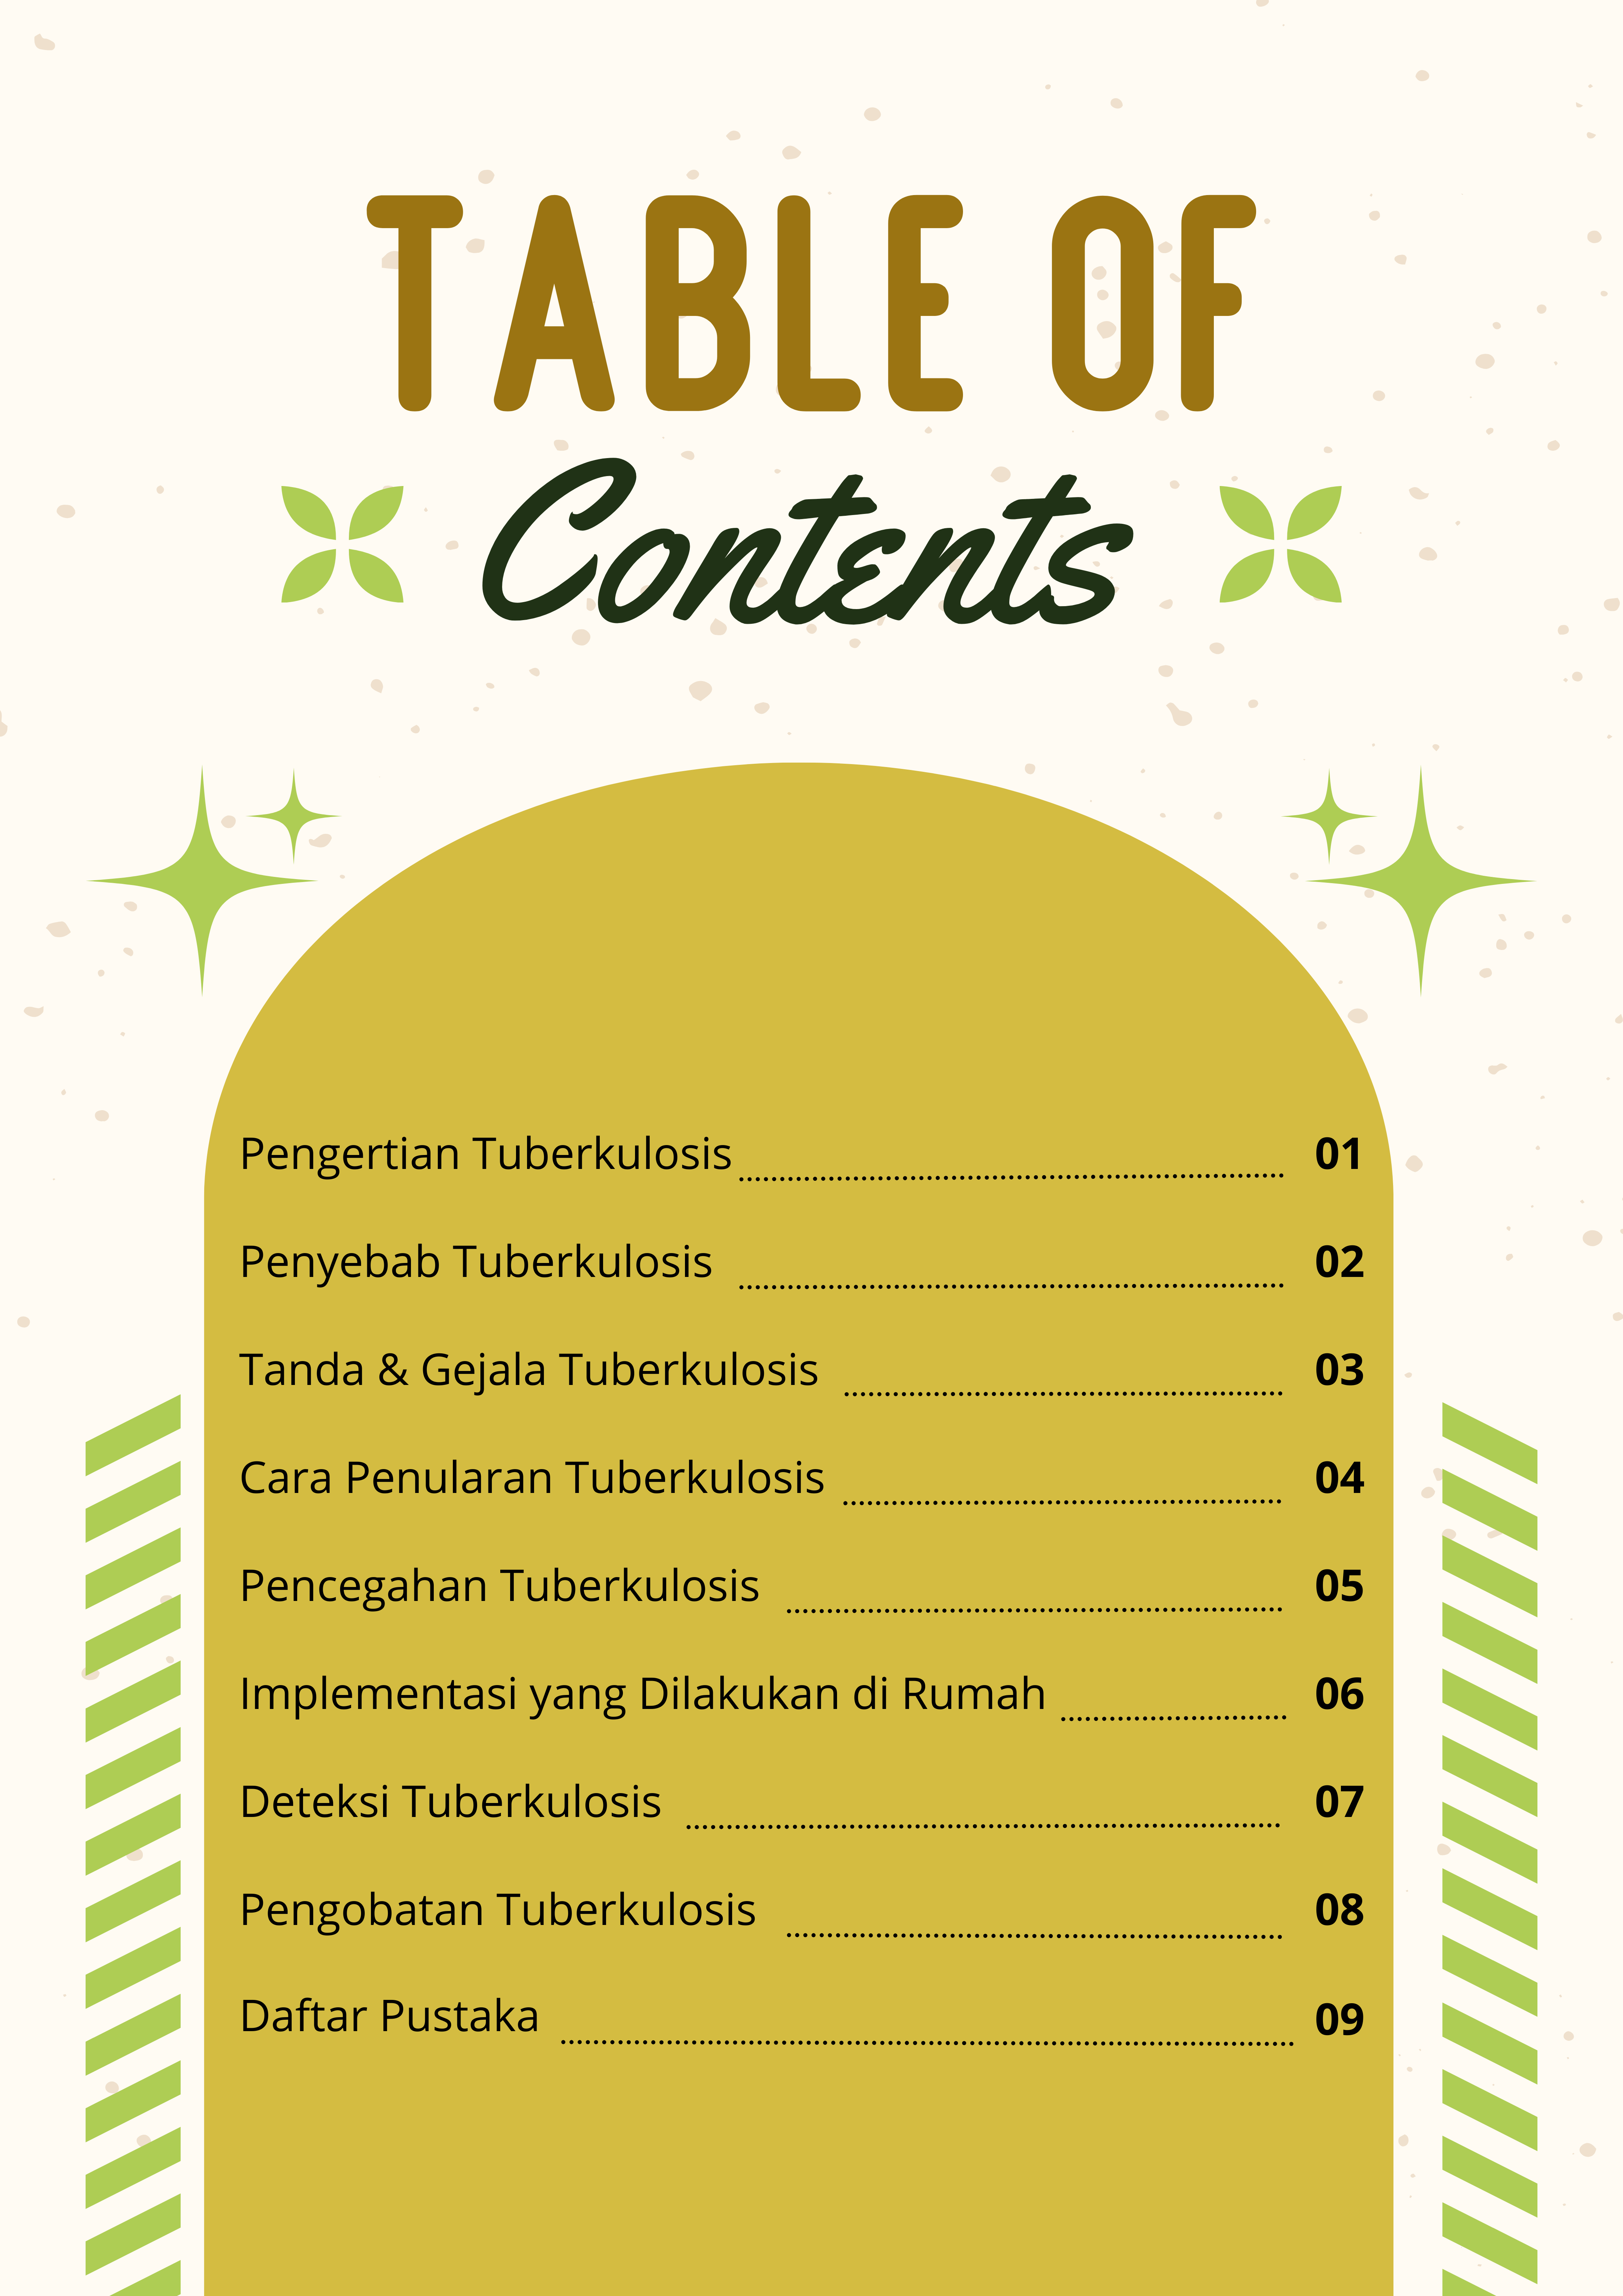 TABLE OF
Contents
Pengertian Tuberkulosis 01
Penyebab Tuberkulosis 02
Tanda & Gejala Tuberkulosis 03
Cara Penularan Tuberkulosis 04
Pencegahan Tuberkulosis 05
Implementasi yang Dilakukan di Rumah 06
Deteksi Tuberkulosis 07
Pengobatan Tuberkulosis 08
Daftar Pustaka 09